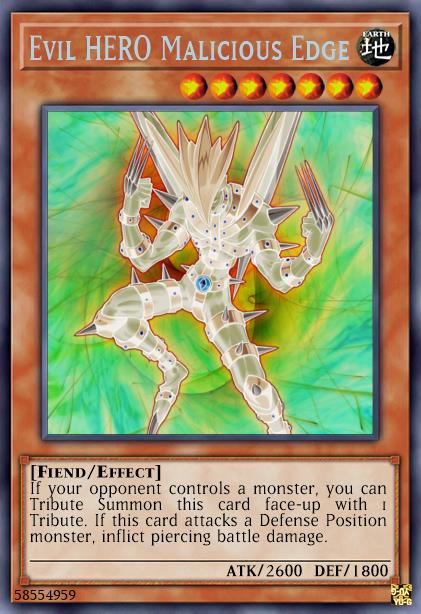 Evil HERO Malicious Edge
EARTH
地
[Fiend/Effect]
If your opponent controls a monster, you can
Tribute Summon this card face-up with 1
Tribute. If this card attacks a Defense Position
monster, inflict piercing battle damage.
ATK/2600 DEF/1800
58554959